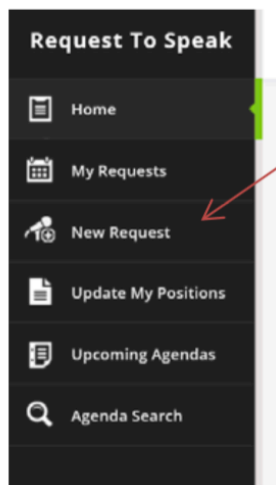 Request To Speak
Home
My Requests
New Request
Update My Positions
Upcoming Agendas
Agenda Search